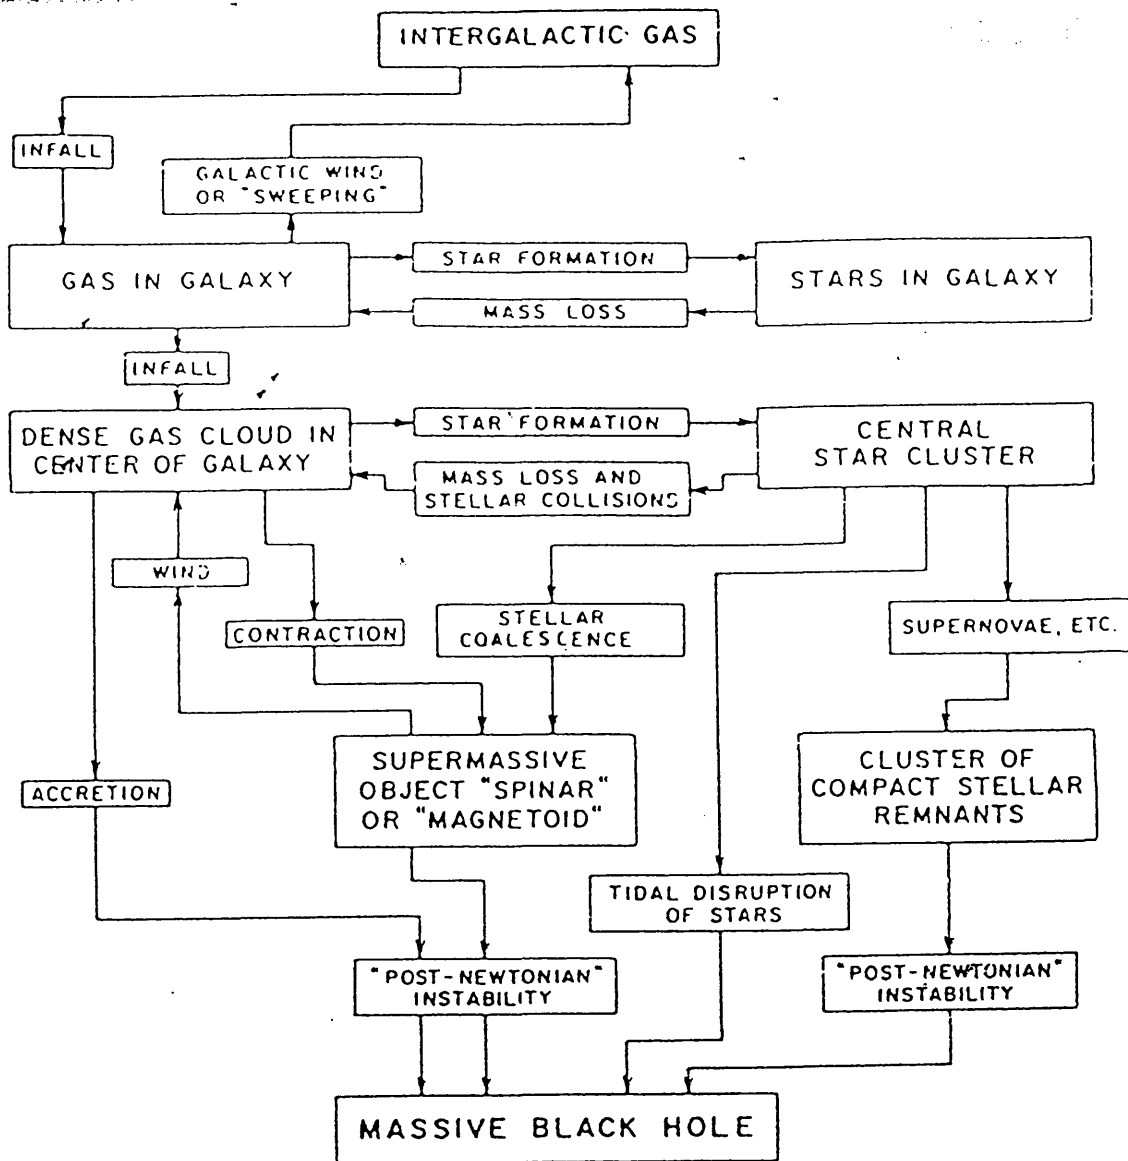 INTERGALACTIC GAS
INFALL
GALACTIC WIND
OR "SWEEPING"
GAS IN GALAXY
STAR FORMATION
STARS IN GALAXY
MASS LOSS
INFALL
DENSE GAS CLOUD IN
CENTER OF GALAXY
STAR FORMATION
CENTRAL
STAR CLUSTER
MASS LOSS AND
STELLAR COLLISIONS
WIND
CONTRACTION
STELLAR
COALESCENCE
SUPERNOVAE, ETC.
ACCRETION
SUPERMASSIVE
OBJECT "SPINAR"
OR "MAGNETOID"
CLUSTER OF
COMPACT STELLAR
REMNANTS
TIDAL DISRUPTION
OF STARS
"POST-NEWTONIAN"
INSTABILITY
"POST-NEWTONIAN"
INSTABILITY
MASSIVE BLACK HOLE